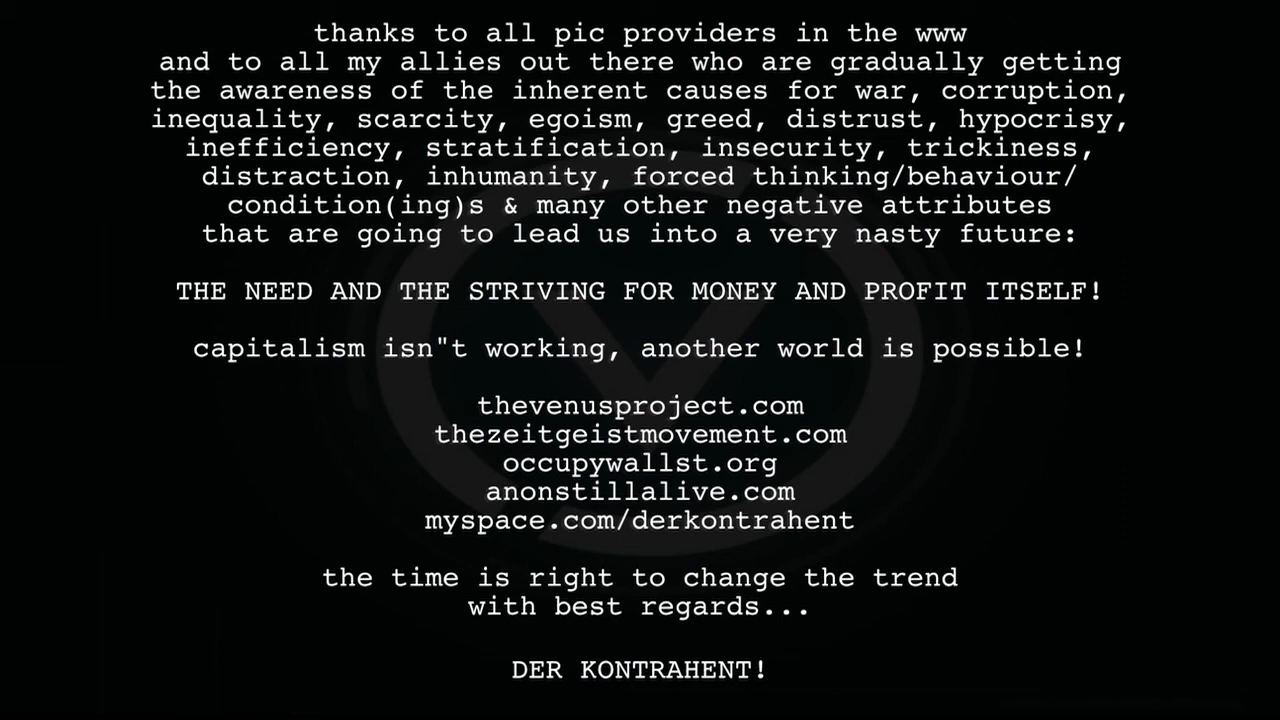 thanks to all pic providers in the www
and to all my allies out there who are gradually getting
the awareness of the inherent causes for war, corruption,
inequality, scarcity, egoism, greed, distrust, hypocrisy,
inefficiency, stratification, insecurity, trickiness,
distraction, inhumanity, forced thinking/behaviour/
condition(ing)s & many other negative attributes
that are going to lead us into a very nasty future:
THE NEED AND THE STRIVING FOR MONEY AND PROFIT ITSELF!
capitalism isn"t working, another world is possible!
thevenusproject.com
thezeitgeistmovement.com
occupywallst.org
anonstillalive.com
myspace.com/derkontrahent
the time is right to change the trend
with best regards...
DER KONTRAHENT!